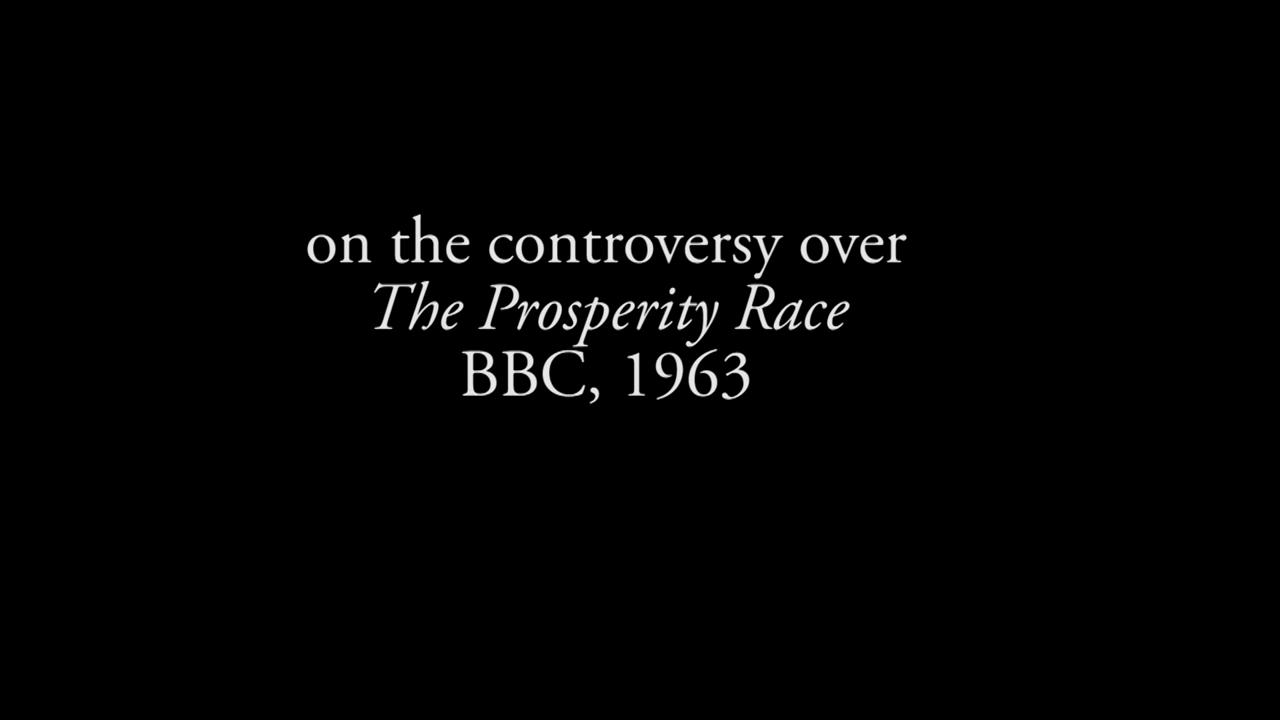 on the controversy over
The Prosperity Race
BBC, 1963